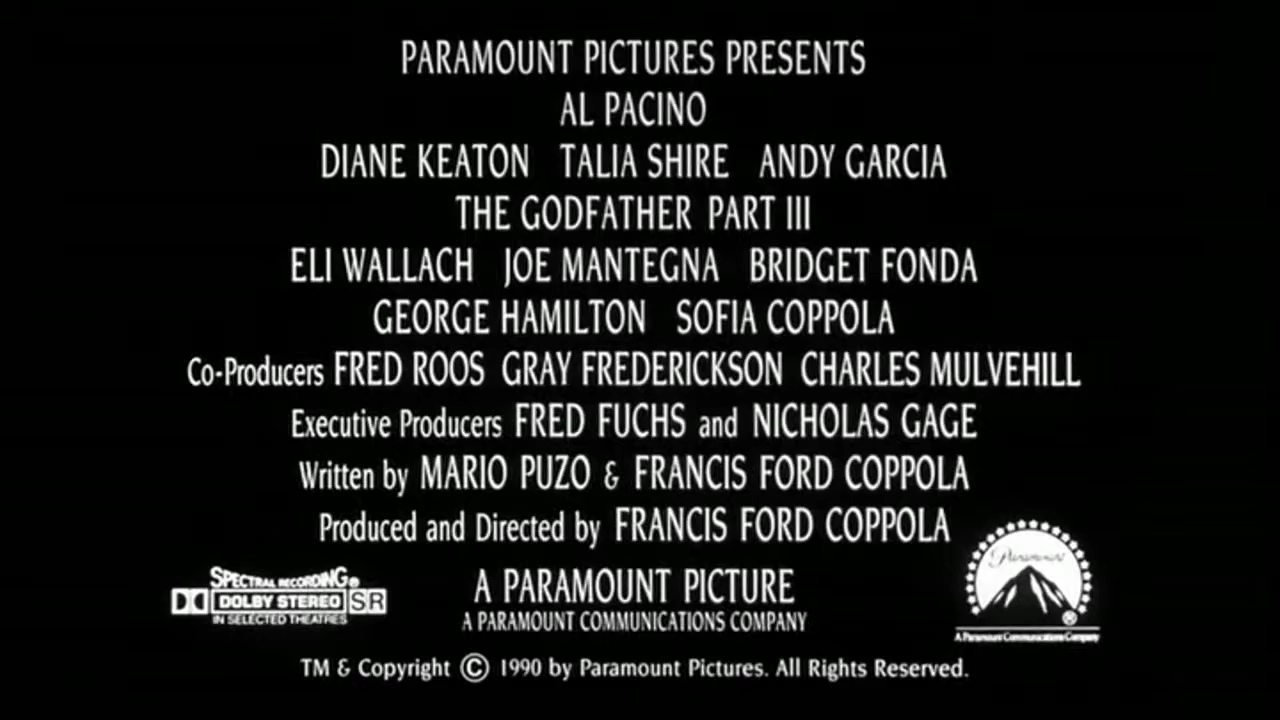 PARAMOUNT PICTURES PRESENTS
AL PACINO
DIANE KEATON TALIA SHIRE ANDY GARCIA
THE GODFATHER PART III
ELI WALLACH JOE MANTEGNA BRIDGET FONDA
GEORGE HAMILTON SOFIA COPPOLA
Co-Producers FRED ROOS GRAY FREDERICKSON CHARLES MULVEHILL
Executive Producers FRED FUCHS and NICHOLAS GAGE
Written by MARIO PUZO & FRANCIS FORD COPPOLA
Produced and Directed by FRANCIS FORD COPPOLA
SPECTRAL RECORDING®
DOLBY STEREO SR
IN SELECTED THEATRES
A PARAMOUNT PICTURE
A PARAMOUNT COMMUNICATIONS COMPANY
Paramount
®
A Paramount Communications Company
TM & Copyright © 1990 by Paramount Pictures. All Rights Reserved.